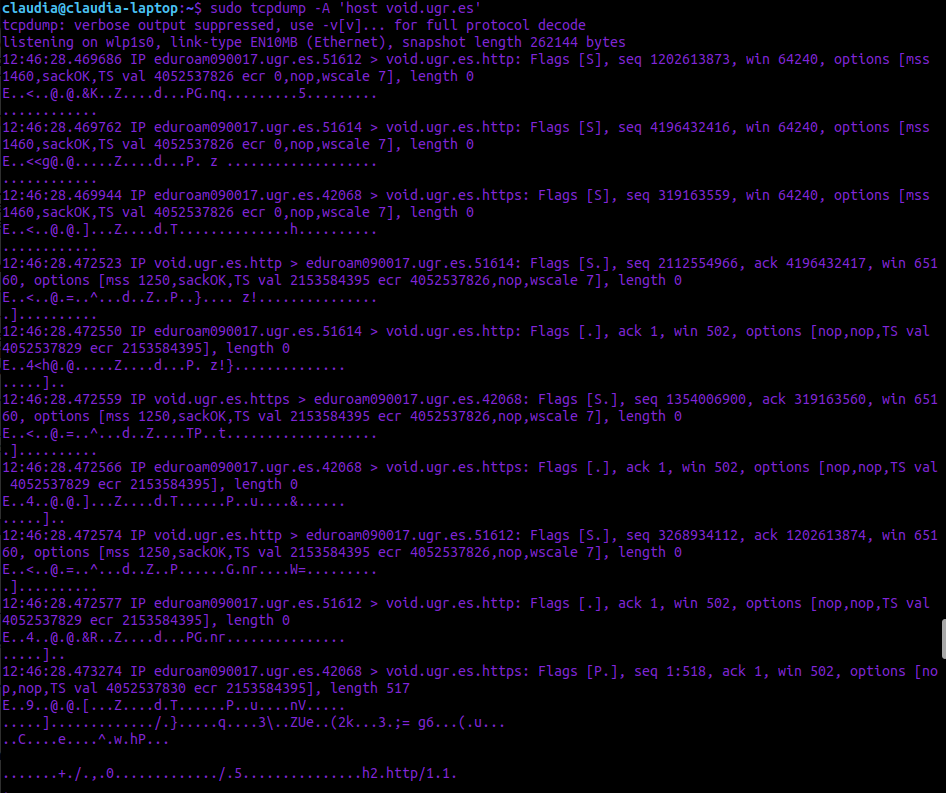 claudia@claudia-laptop:~$ sudo tcpdump -A 'host void.ugr.es'
tcpdump: verbose output suppressed, use -v[v]... for full protocol decode
listening on wlp1s0, link-type EN10MB (Ethernet), snapshot length 262144 bytes
12:46:28.469686 IP eduroam090017.ugr.es.51612 > void.ugr.es.http: Flags [S], seq 1202613873, win 64240, options [mss
1460,sackOK,TS val 4052537826 ecr 0,nop,wscale 7], length 0
E..<..@.@.&K..Z....d...PG.nq.........5.........
............
12:46:28.469762 IP eduroam090017.ugr.es.51614 > void.ugr.es.http: Flags [S], seq 4196432416, win 64240, options [mss
1460,sackOK,TS val 4052537826 ecr 0,nop,wscale 7], length 0
E..<<g@.@.....Z....d...P. z ...................
............
12:46:28.469944 IP eduroam090017.ugr.es.42068 > void.ugr.es.https: Flags [S], seq 319163559, win 64240, options [mss
1460,sackOK,TS val 4052537826 ecr 0,nop,wscale 7], length 0
E..<..@.@.]...Z....d.T..............h..........
............
12:46:28.472523 IP void.ugr.es.http > eduroam090017.ugr.es.51614: Flags [S.], seq 2112554966, ack 4196432417, win 651
60, options [mss 1250,sackOK,TS val 2153584395 ecr 4052537826,nop,wscale 7], length 0
E..<..@.=..^...d..Z..P..}.... z!...............
.]..........
12:46:28.472550 IP eduroam090017.ugr.es.51614 > void.ugr.es.http: Flags [.], ack 1, win 502, options [nop,nop,TS val
4052537829 ecr 2153584395], length 0
E..4<h@.@.....Z....d...P. z!}..............
.....]..
12:46:28.472559 IP void.ugr.es.https > eduroam090017.ugr.es.42068: Flags [S.], seq 1354006900, ack 319163560, win 651
60, options [mss 1250,sackOK,TS val 2153584395 ecr 4052537826,nop,wscale 7], length 0
E..<..@.=..^...d..Z....TP..t...................
.]..........
12:46:28.472566 IP eduroam090017.ugr.es.42068 > void.ugr.es.https: Flags [.], ack 1, win 502, options [nop,nop,TS val
4052537829 ecr 2153584395], length 0
E..4..@.@.]...Z....d.T......P..u....&......
.....]..
12:46:28.472574 IP void.ugr.es.http > eduroam090017.ugr.es.51612: Flags [S.], seq 3268934112, ack 1202613874, win 651
60, options [mss 1250,sackOK,TS val 2153584395 ecr 4052537826,nop,wscale 7], length 0
E..<..@.=..^...d..Z..P......G.nr....W=.........
.]..........
12:46:28.472577 IP eduroam090017.ugr.es.51612 > void.ugr.es.http: Flags [.], ack 1, win 502, options [nop,nop,TS val
4052537829 ecr 2153584395], length 0
E..4..@.@.&R..Z....d...PG.nr...............
.....]..
12:46:28.473274 IP eduroam090017.ugr.es.42068 > void.ugr.es.https: Flags [P.], seq 1:518, ack 1, win 502, options [no
p,nop,TS val 4052537830 ecr 2153584395], length 517
E..9..@.@.[...Z....d.T......P..u....nV.....
.....]............./.}.....q....3\..ZUe..(2k...3.;= g6...(.u...
..C....e....^.w.hP...
.......+./.,.0............./.5...............h2.http/1.1.